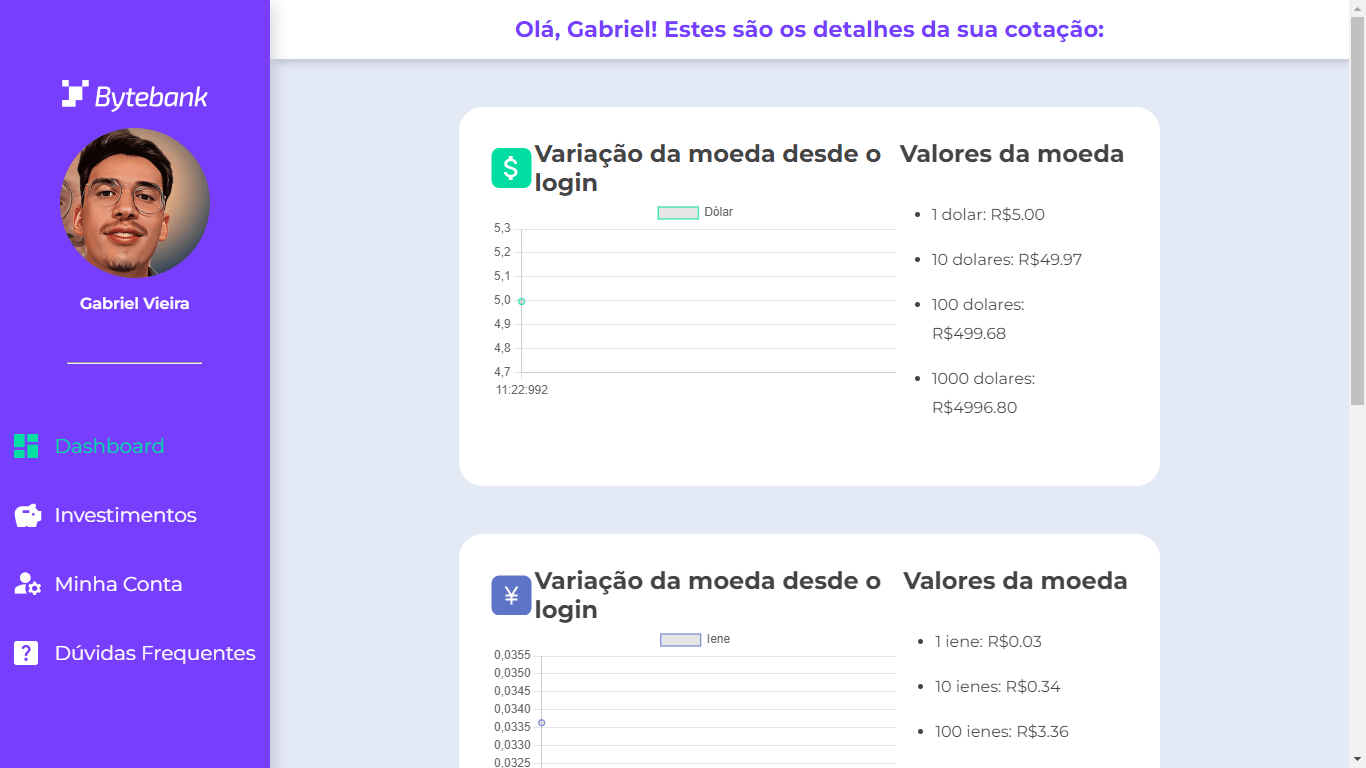 Bytebank
Gabriel Vieira
Dashboard
Investimentos
Minha Conta
Dúvidas Frequentes
Olá, Gabriel! Estes são os detalhes da sua cotação:
$
Variação da moeda desde o
login
Dólar
5,3
5,2
5,1
5,0
4,9
4,8
4,7
11:22:992
Valores da moeda
1 dolar: R$5.00
10 dolares: R$49.97
100 dolares:
R$499.68
1000 dolares:
R$4996.80
¥
Variação da moeda desde o
login
Iene
0,0355
0,0350
0,0345
0,0340
0,0335
0,0330
0,0325
Valores da moeda
1 iene: R$0.03
10 ienes: R$0.34
100 ienes: R$3.36